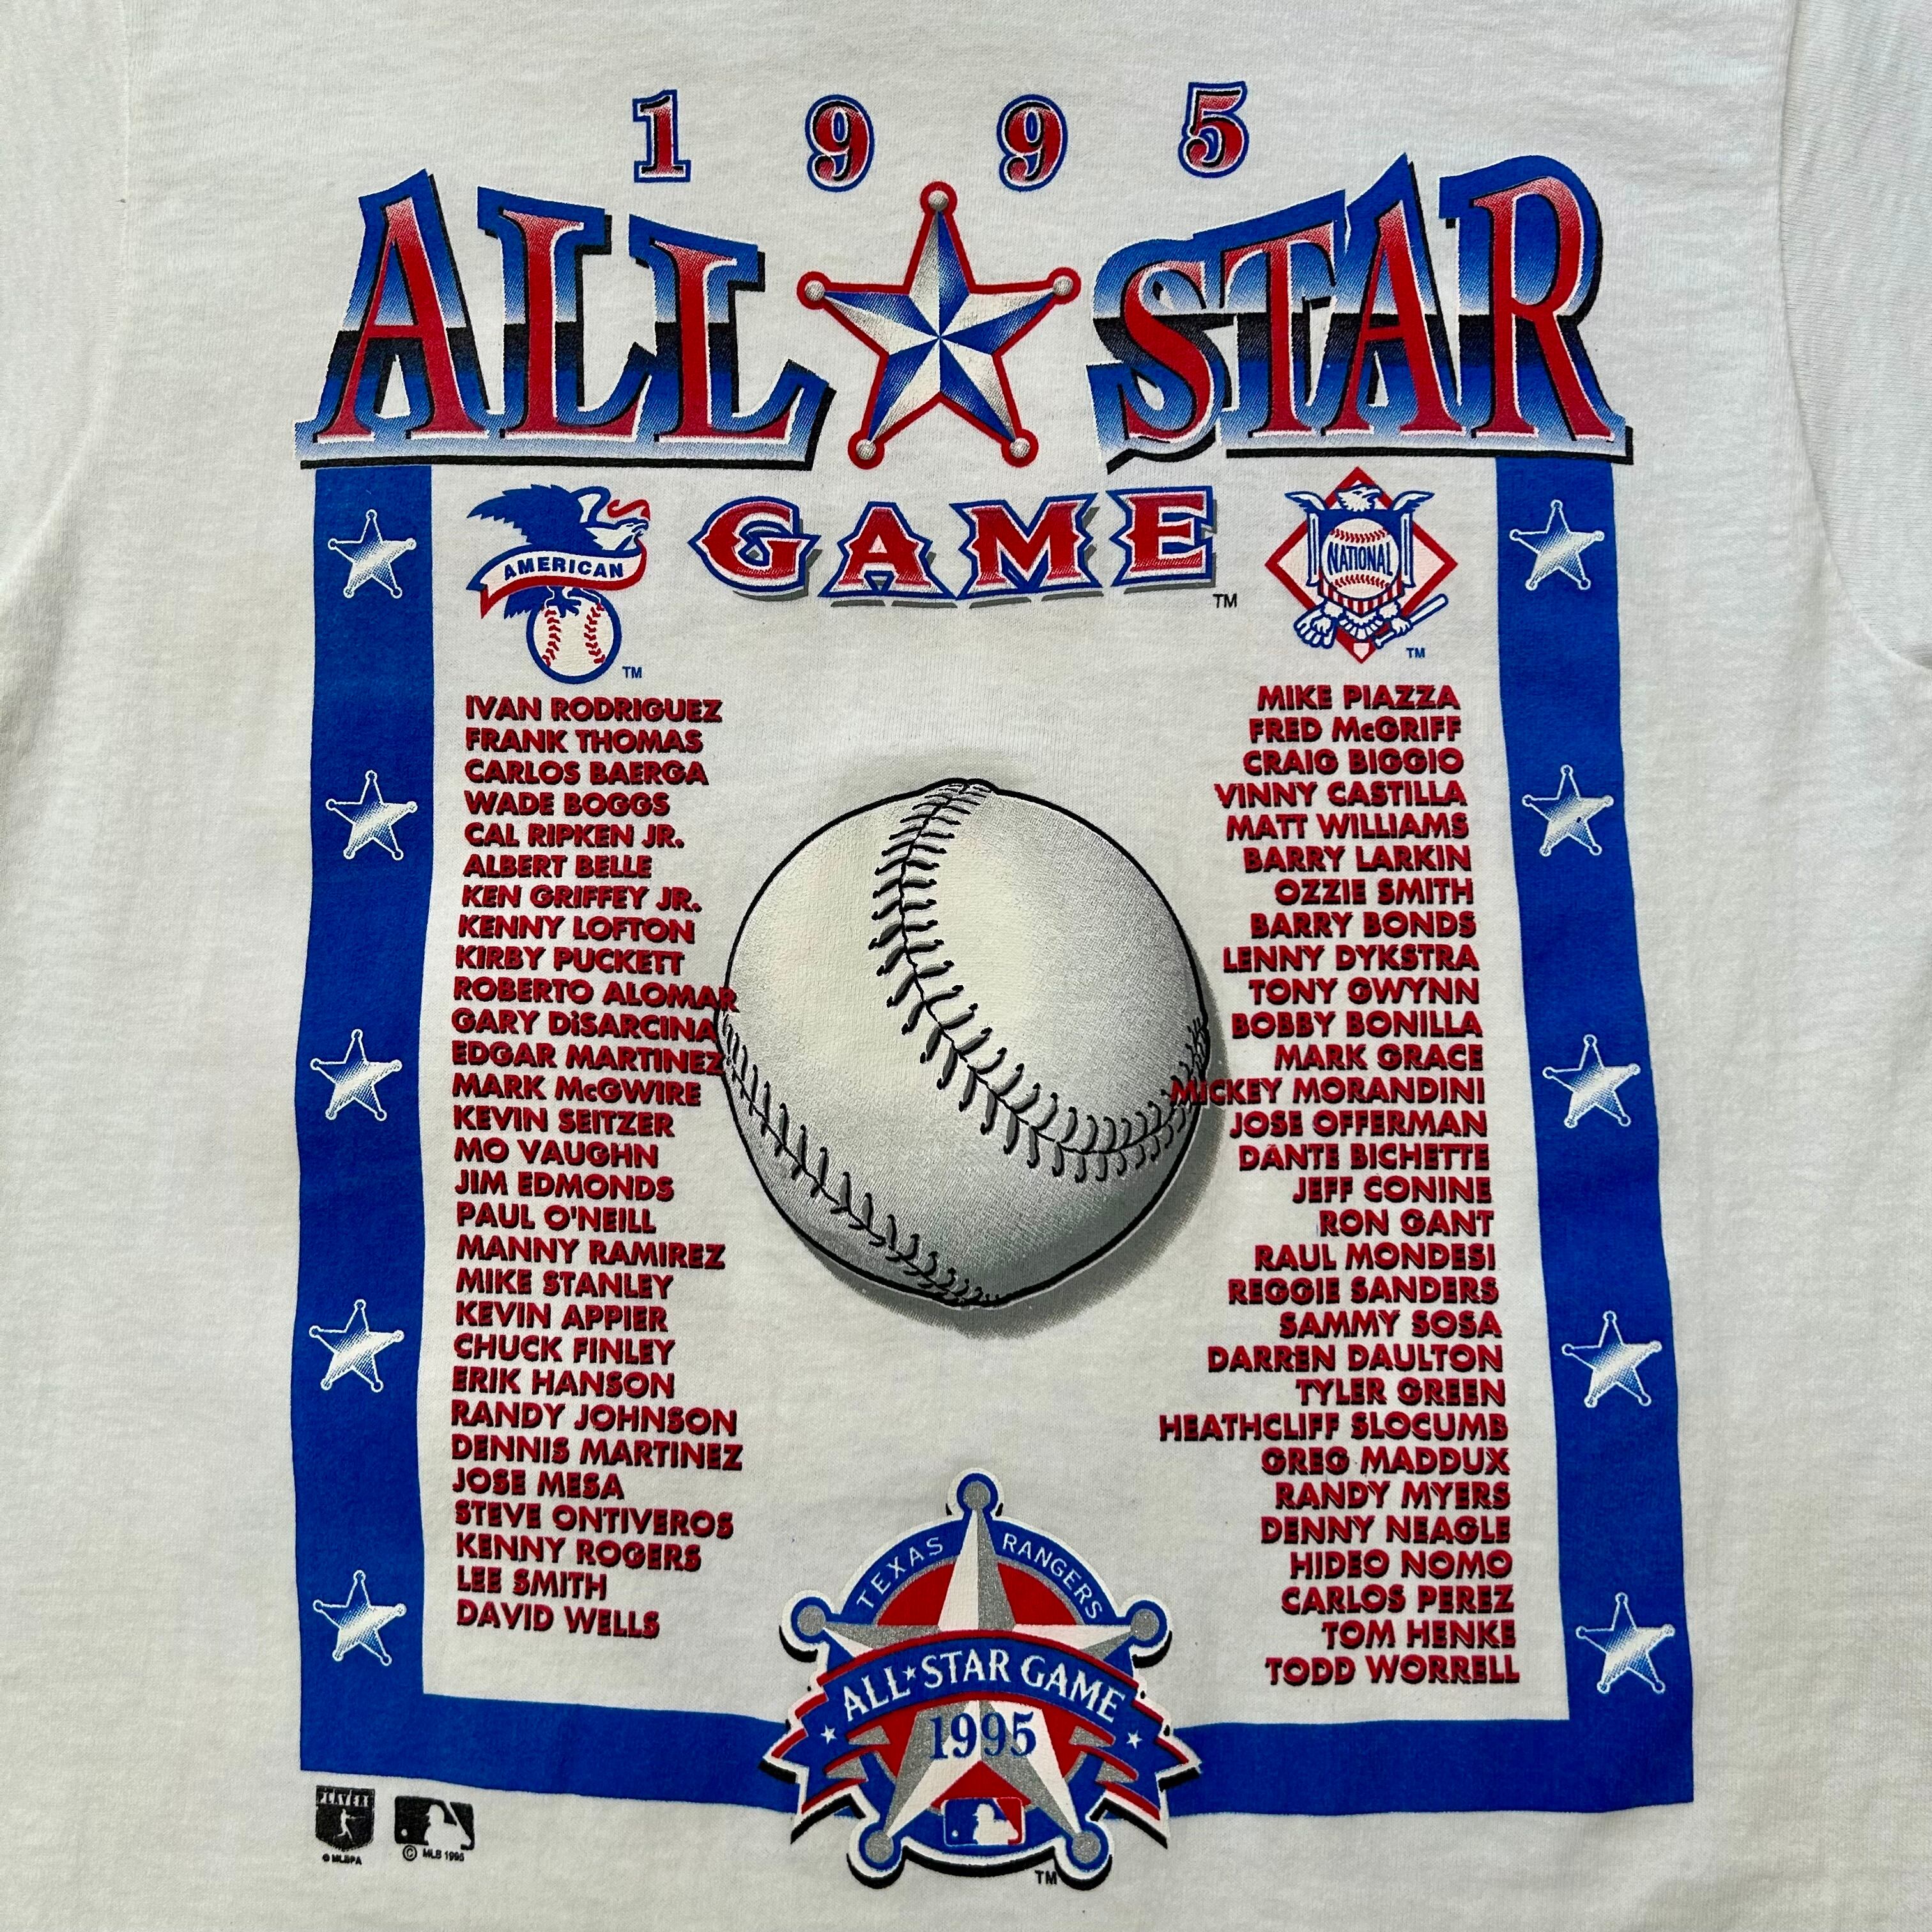 1 9 9 5
ALL STAR
GAME TM
AMERICAN
TM
IVAN RODRIGUEZ
FRANK THOMAS
CARLOS BAERGA
WADE BOGGS
CAL RIPKEN JR.
ALBERT BELLE
KEN GRIFFEY JR.
KENNY LOFTON
KIRBY PUCKETT
ROBERTO ALOMAR
GARY DiSARCINA
EDGAR MARTINEZ
MARK McGWIRE
KEVIN SEITZER
MO VAUGHN
JIM EDMONDS
PAUL O'NEILL
MANNY RAMIREZ
MIKE STANLEY
KEVIN APPIER
CHUCK FINLEY
ERIK HANSON
RANDY JOHNSON
DENNIS MARTINEZ
JOSE MESA
STEVE ONTIVEROS
KENNY ROGERS
LEE SMITH
DAVID WELLS
NATIONAL
TM
MIKE PIAZZA
FRED McGRIFF
CRAIG BIGGIO
VINNY CASTILLA
MATT WILLIAMS
BARRY LARKIN
OZZIE SMITH
BARRY BONDS
LENNY DYKSTRA
TONY GWYNN
BOBBY BONILLA
MARK GRACE
MICKEY MORANDINI
JOSE OFFERMAN
DANTE BICHETTE
JEFF CONINE
RON GANT
RAUL MONDESI
REGGIE SANDERS
SAMMY SOSA
DARREN DAULTON
TYLER GREEN
HEATHCLIFF SLOCUMB
GREG MADDUX
RANDY MYERS
DENNY NEAGLE
HIDEO NOMO
CARLOS PEREZ
TOM HENKE
TODD WORRELL
TEXAS RANGERS
ALL★STAR GAME
1995
TM
PLAYERS
© MLBPA
© MLB 1995